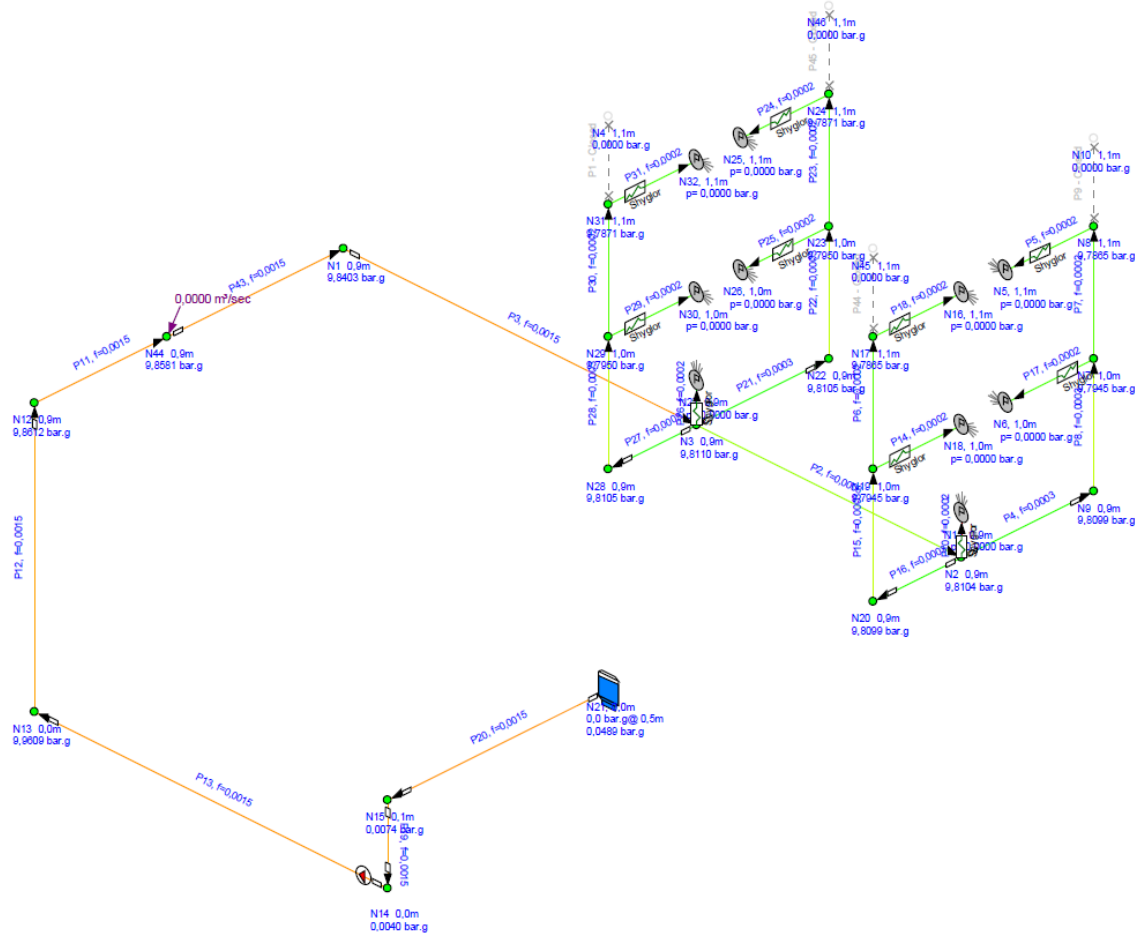 N46 1,1m
0,0000 bar.g
P24, f=0,0002
Shyglor
N24 1,1m
9,7871 bar.g
N4 1,1m
0,0000 bar.g
P1 - Closed
P31, f=0,0002
Shyglor
N32, 1,1m
p= 0,0000 bar.g
N25, 1,1m
p= 0,0000 bar.g
N10 1,1m
0,0000 bar.g
N31 1,1m
9,7871 bar.g
P25, f=0,0002
Shyglor
N23 1,0m
9,7950 bar.g
P5, f=0,0002
Shyglor
N8 1,1m
9,7865 bar.g
N45 1,1m
0,0000 bar.g
N1 0,9m
9,8403 bar.g
P43, f=0,0015
0,0000 m³/sec
P29, f=0,0002
Shyglor
N30, 1,0m
p= 0,0000 bar.g
N26, 1,0m
p= 0,0000 bar.g
P18, f=0,0002
Shyglor
N16, 1,1m
p= 0,0000 bar.g
N5, 1,1m
p= 0,0000 bar.g
P3, f=0,0015
N44 0,9m
9,8581 bar.g
P11, f=0,0015
N29 1,0m
9,7950 bar.g
N17 1,1m
9,7865 bar.g
P17, f=0,0002
Shyglor
9,7945 bar.g
P21, f=0,0003
N22 0,9m
9,8105 bar.g
N12 0,9m
9,8612 bar.g
N3 0,9m
9,8110 bar.g
P14, f=0,0002
Shyglor
N18, 1,0m
p= 0,0000 bar.g
N6, 1,0m
p= 0,0000 bar.g
N28 0,9m
9,8105 bar.g
N19 1,0m
9,7945 bar.g
P4, f=0,0003
N9 0,9m
9,8099 bar.g
P12, f=0,0015
N2 0,9m
9,8104 bar.g
N20 0,9m
9,8099 bar.g
N13 0,0m
9,9609 bar.g
P13, f=0,0015
P20, f=0,0015
0,0 bar.g@ 0,5m
0,0489 bar.g
N15 0,1m
0,0074 bar.g
N14 0,0m
0,0040 bar.g